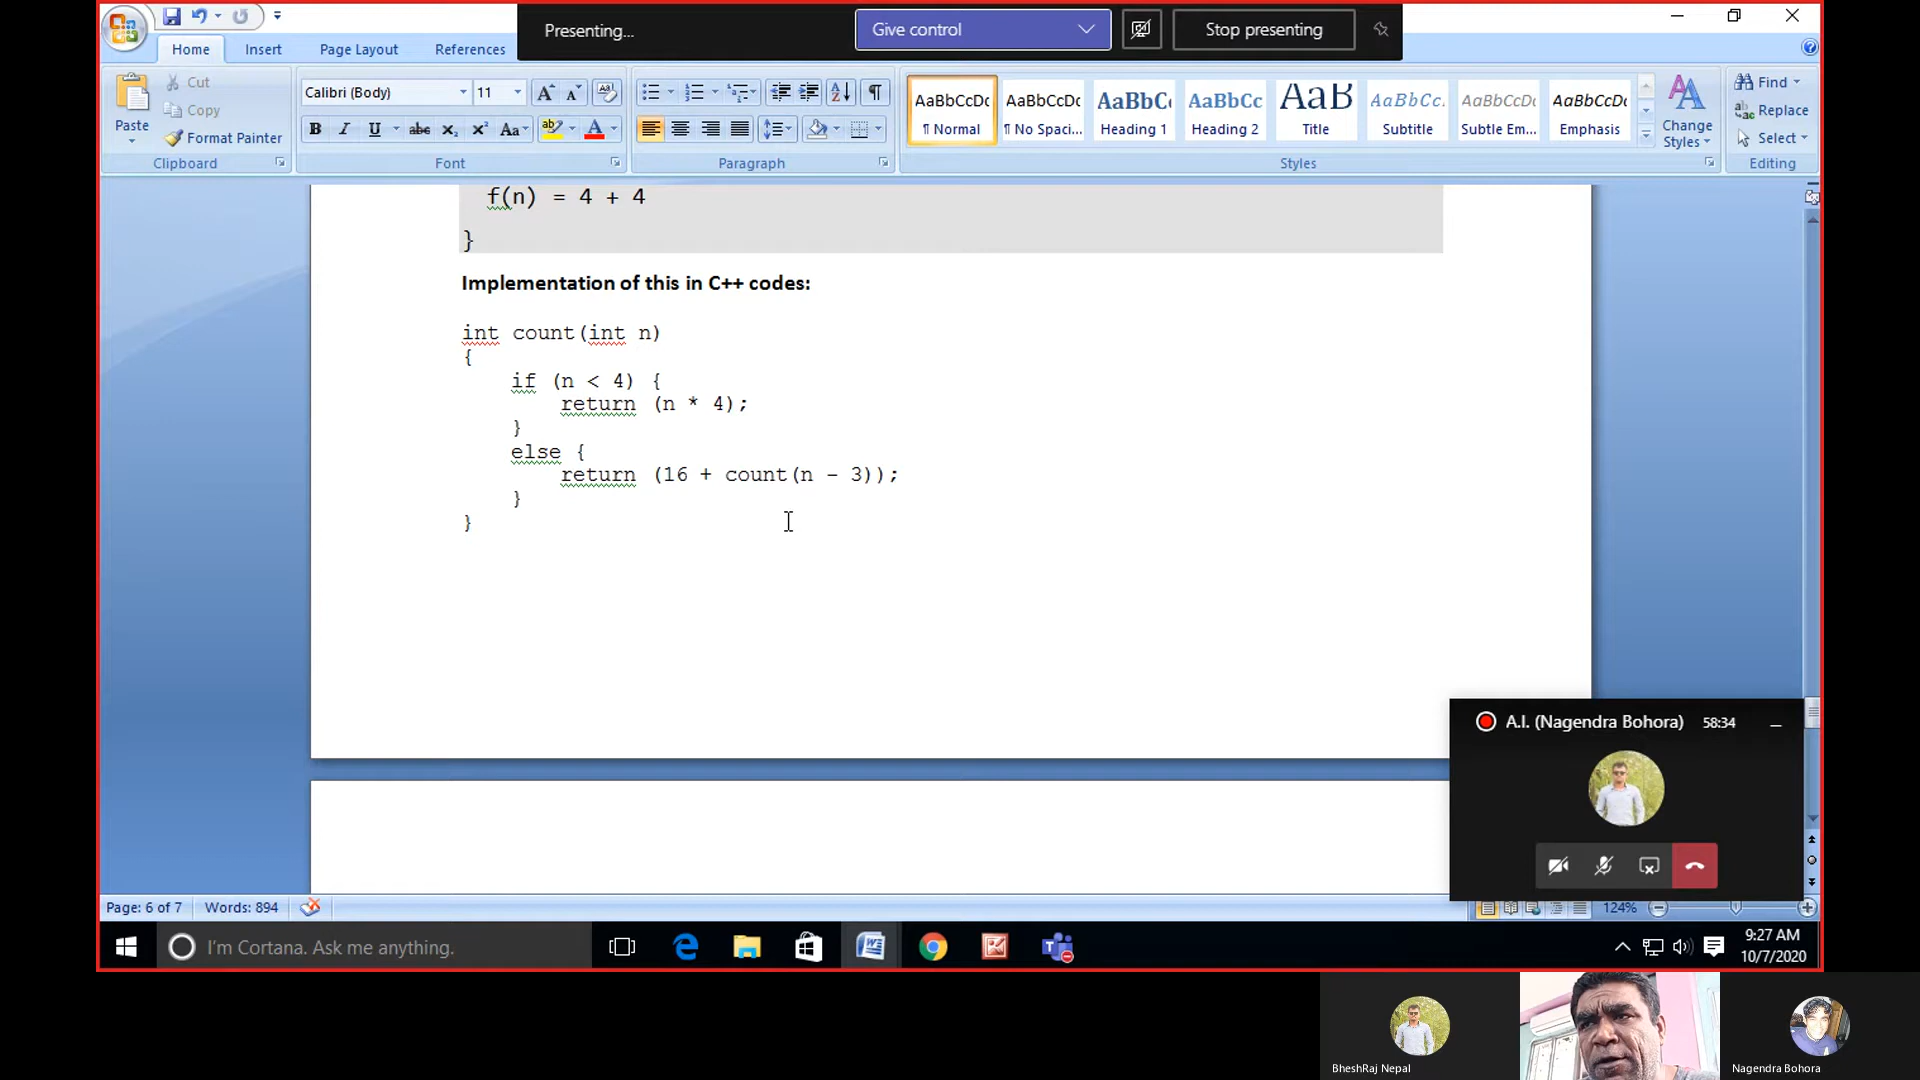 Presenting...
Give control
Stop presenting
Home
Insert
Page Layout
References
Paste
Cut
Copy
Format Painter
Clipboard
Calibri (Body)
11
Font
Paragraph
AaBbCcDc
¶ Normal
AaBbCcDc
¶ No Spaci...
AaBbC
Heading 1
AaBbCc
Heading 2
AaB
Title
AaBbCc.
Subtitle
AaBbCcDc
Subtle Em...
AaBbCcDc
Emphasis
Change
Styles
Styles
Find
Replace
Select
Editing
f(n) = 4 + 4
}
Implementation of this in C++ codes:
int count(int n)
{
if (n < 4) {
return (n * 4);
}
else {
return (16 + count(n - 3));
}
}
A.I. (Nagendra Bohora) 58:34
Page: 6 of 7
Words: 894
124%
I'm Cortana. Ask me anything.
9:27 AM
10/7/2020
BheshRaj Nepal
Nagendra Bohora